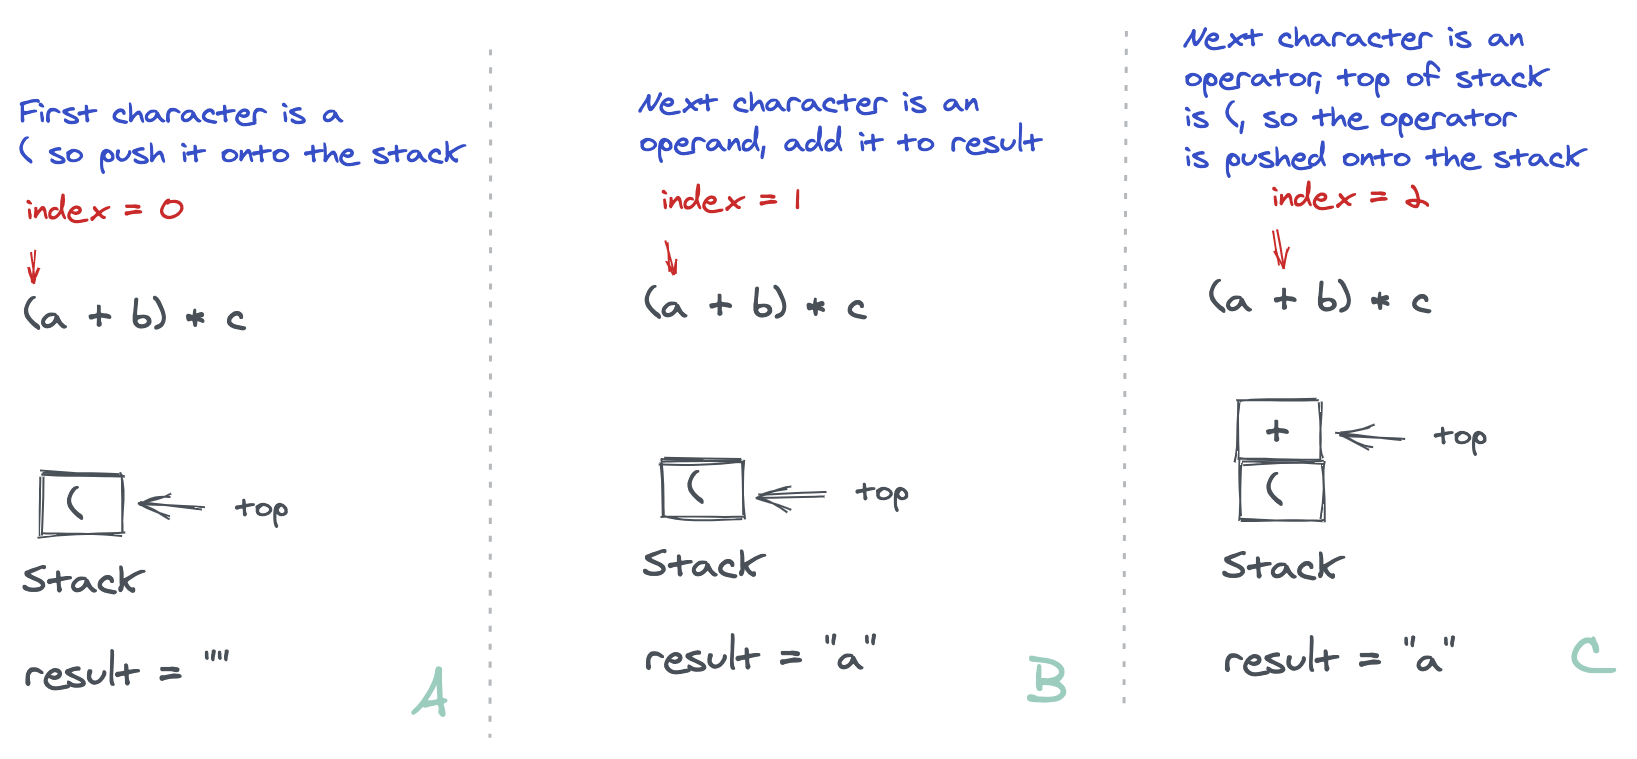 First character is a
( so push it onto the stack
index = 0
(a + b) * c
(
top
Stack
result = ""
A
Next character is an
operand, add it to result
index = 1
(a + b) * c
(
top
Stack
result = "a"
B
Next character is an
operator, top of stack
is (, so the operator
is pushed onto the stack
index = 2
(a + b) * c
+
top
(
Stack
result = "a"
C